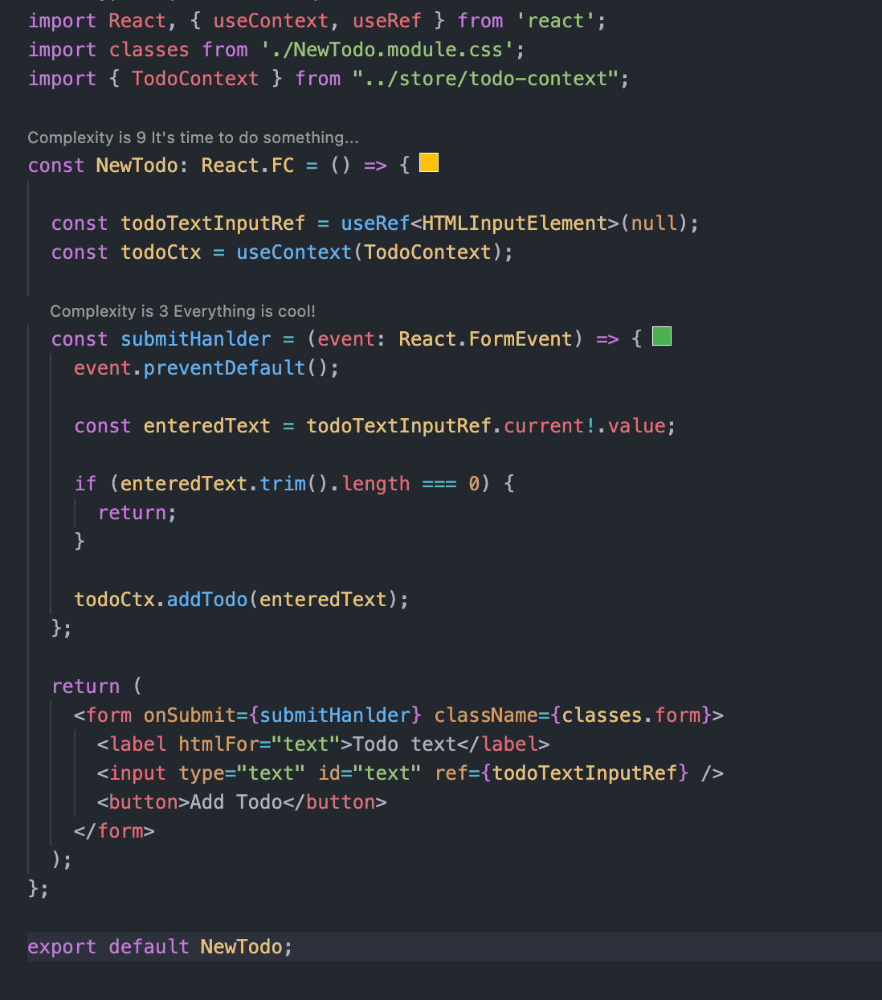 import React, { useContext, useRef } from 'react';
import classes from './NewTodo.module.css';
import { TodoContext } from "../store/todo-context";
Complexity is 9 It's time to do something...
const NewTodo: React.FC = () => {
const todoTextInputRef = useRef<HTMLInputElement>(null);
const todoCtx = useContext(TodoContext);
Complexity is 3 Everything is cool!
const submitHanlder = (event: React.FormEvent) => {
event.preventDefault();
const enteredText = todoTextInputRef.current!.value;
if (enteredText.trim().length === 0) {
return;
}
todoCtx.addTodo(enteredText);
};
return (
<form onSubmit={submitHanlder} className={classes.form}>
<label htmlFor="text">Todo text</label>
<input type="text" id="text" ref={todoTextInputRef} />
<button>Add Todo</button>
</form>
);
};
export default NewTodo;